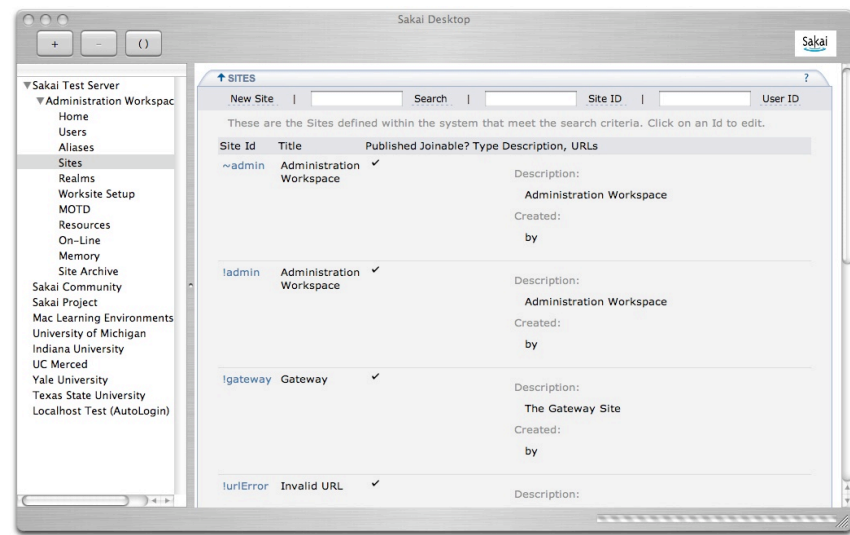 Sakai Desktop
+ - ()
Sakai
Sakai Test Server
Administration Workspac
Home
Users
Aliases
Sites
Realms
Worksite Setup
MOTD
Resources
On-Line
Memory
Site Archive
Sakai Community
Sakai Project
Mac Learning Environments
University of Michigan
Indiana University
UC Merced
Yale University
Texas State University
Localhost Test (AutoLogin)
SITES ?
New Site | Search | Site ID | User ID
These are the Sites defined within the system that meet the search criteria. Click on an Id to edit.
Site Id Title Published Joinable? Type Description, URLs
~admin Administration Workspace ✓
Description:
Administration Workspace
Created:
by
!admin Administration Workspace ✓
Description:
Administration Workspace
Created:
by
!gateway Gateway ✓
Description:
The Gateway Site
Created:
by
!urlError Invalid URL ✓
Description: